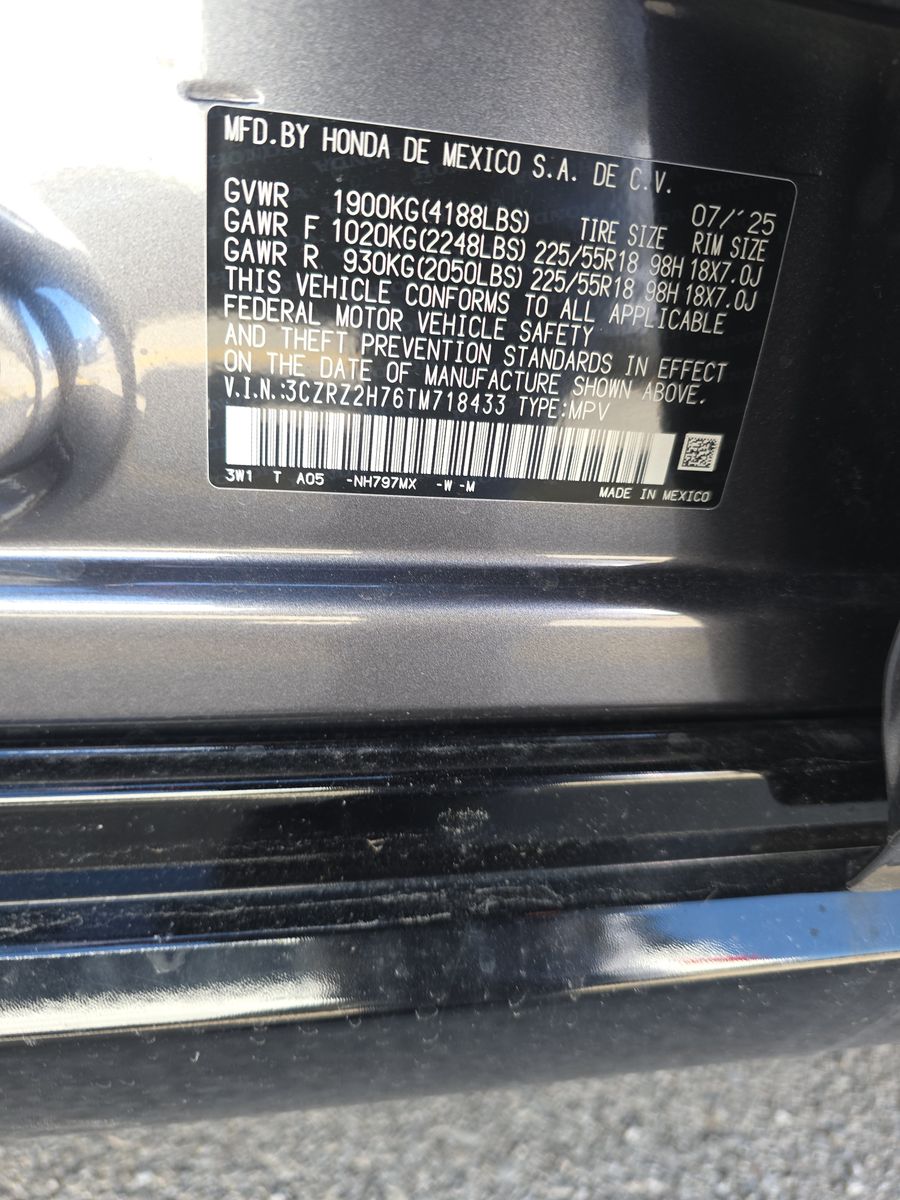 MFD.BY HONDA DE MEXICO S.A. DE C.V.
07/'25
GVWR 1900KG(4188LBS) TIRE SIZE RIM SIZE
GAWR F 1020KG(2248LBS) 225/55R18 98H 18X7.0J
GAWR R 930KG(2050LBS) 225/55R18 98H 18X7.0J
THIS VEHICLE CONFORMS TO ALL APPLICABLE
FEDERAL MOTOR VEHICLE SAFETY
AND THEFT PREVENTION STANDARDS IN EFFECT
ON THE DATE OF MANUFACTURE SHOWN ABOVE.
V.I.N.:3CZRZ2H76TM718433 TYPE:MPV
3W1 T A05 -NH797MX -W -M
MADE IN MEXICO